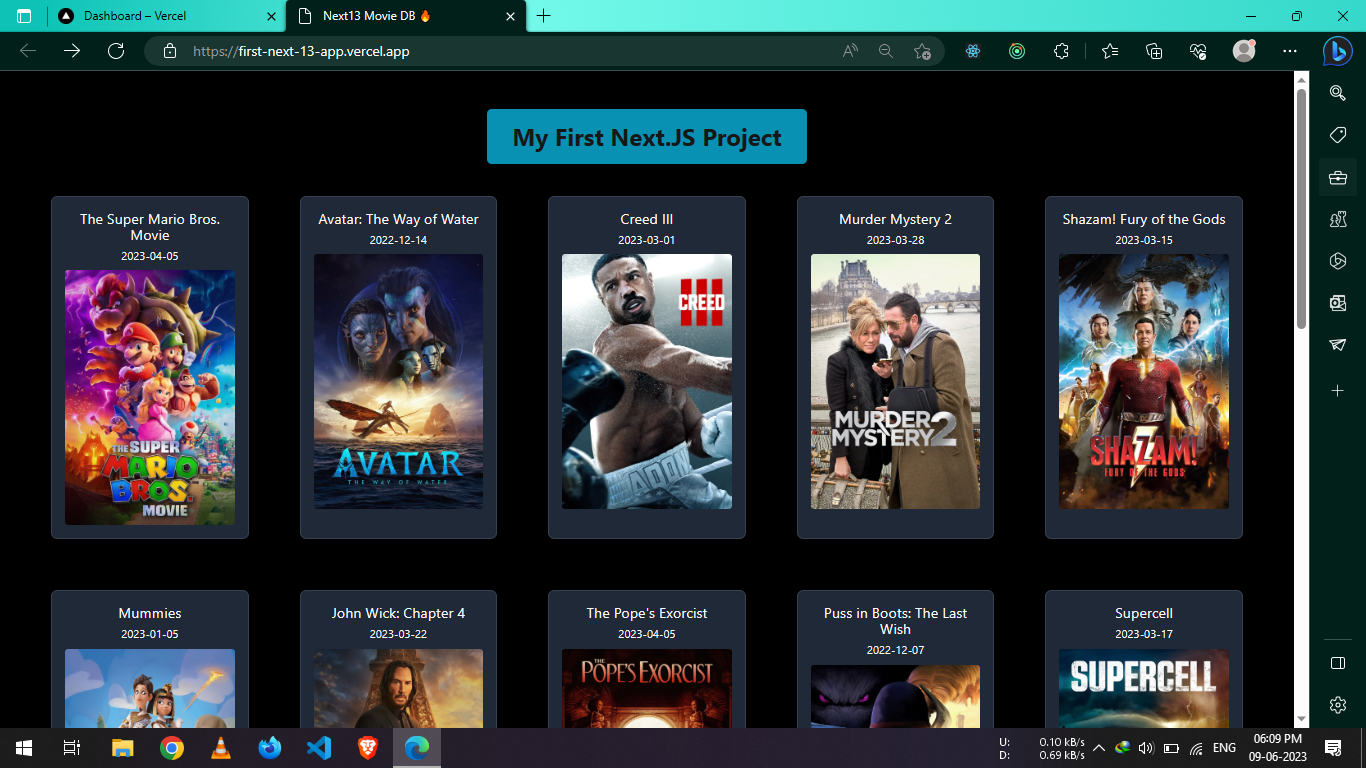 Dashboard – Vercel
Next13 Movie DB 🔥
https://first-next-13-app.vercel.app
My First Next.JS Project
The Super Mario Bros.
Movie
2023-04-05
THE SUPER
MARIO
BROS.
MOVIE
Avatar: The Way of Water
2022-12-14
AVATAR
THE WAY OF WATER
Creed III
2023-03-01
CREED
III
ADON
Murder Mystery 2
2023-03-28
MURDER
MYSTERY 2
Shazam! Fury of the Gods
2023-03-15
SHAZAM!
FURY OF THE GODS
Mummies
2023-01-05
John Wick: Chapter 4
2023-03-22
The Pope's Exorcist
2023-04-05
THE
POPE'S EXORCIST
Puss in Boots: The Last
Wish
2022-12-07
Supercell
2023-03-17
SUPERCELL
U: 0.10 kB/s
D: 0.69 kB/s
ENG
06:09 PM
09-06-2023